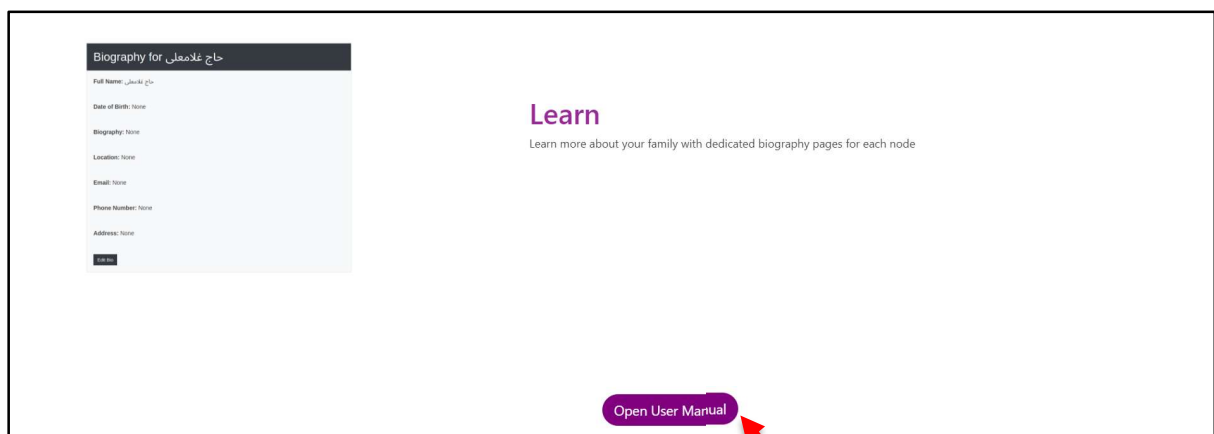 Biography for حاج غلامعلی
Full Name: حاج غلامعلی
Date of Birth: None
Biography: None
Location: None
Email: None
Phone Number: None
Address: None
Edit Bio
Learn
Learn more about your family with dedicated biography pages for each node
Open User Manual